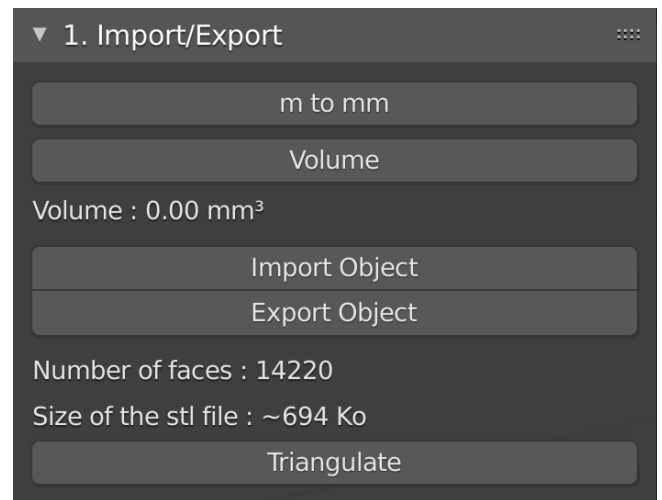 1. Import/Export
m to mm
Volume
Volume : 0.00 mm³
Import Object
Export Object
Number of faces : 14220
Size of the stl file : ~694 Ko
Triangulate